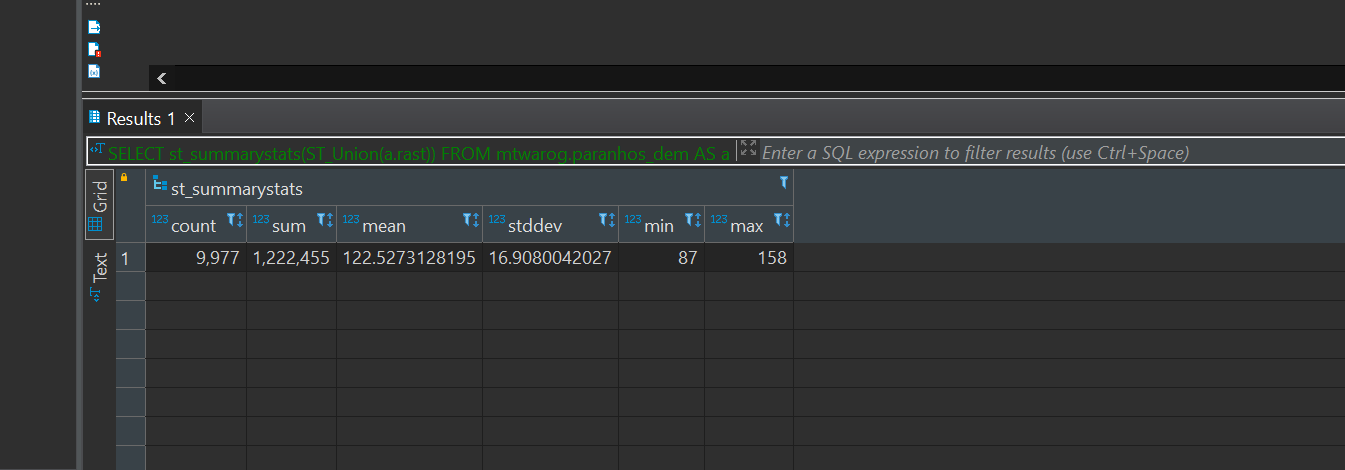 Results 1
SELECT st_summarystats(ST_Union(a.rast)) FROM mtwarog.paranhos_dem AS a Enter a SQL expression to filter results (use Ctrl+Space)
Grid
Text
st_summarystats
123 count 123 sum 123 mean 123 stddev 123 min 123 max
1 9,977 1,222,455 122.5273128195 16.9080042027 87 158